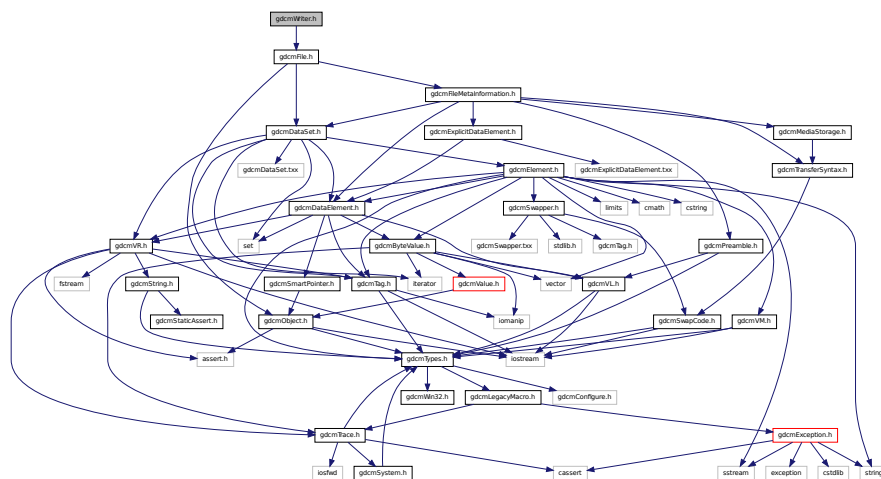 gdcmWriter.h
gdcmFile.h
gdcmFileMetaInformation.h
gdcmDataSet.h
gdcmExplicitDataElement.h
gdcmMediaStorage.h
gdcmDataSet.txx
gdcmElement.h
gdcmExplicitDataElement.txx
gdcmTransferSyntax.h
gdcmDataElement.h
gdcmSwapper.h
limits
cmath
cstring
gdcmVR.h
set
gdcmByteValue.h
gdcmSwapper.txx
stdlib.h
gdcmTag.h
gdcmPreamble.h
fstream
gdcmString.h
gdcmSmartPointer.h
gdcmTag.h
iterator
gdcmValue.h
vector
gdcmVL.h
gdcmStaticAssert.h
gdcmObject.h
iomanip
gdcmSwapCode.h
gdcmVM.h
assert.h
gdcmTypes.h
iostream
gdcmWin32.h
gdcmLegacyMacro.h
gdcmConfigure.h
gdcmTrace.h
gdcmException.h
iosfwd
gdcmSystem.h
cassert
sstream
exception
cstdlib
string